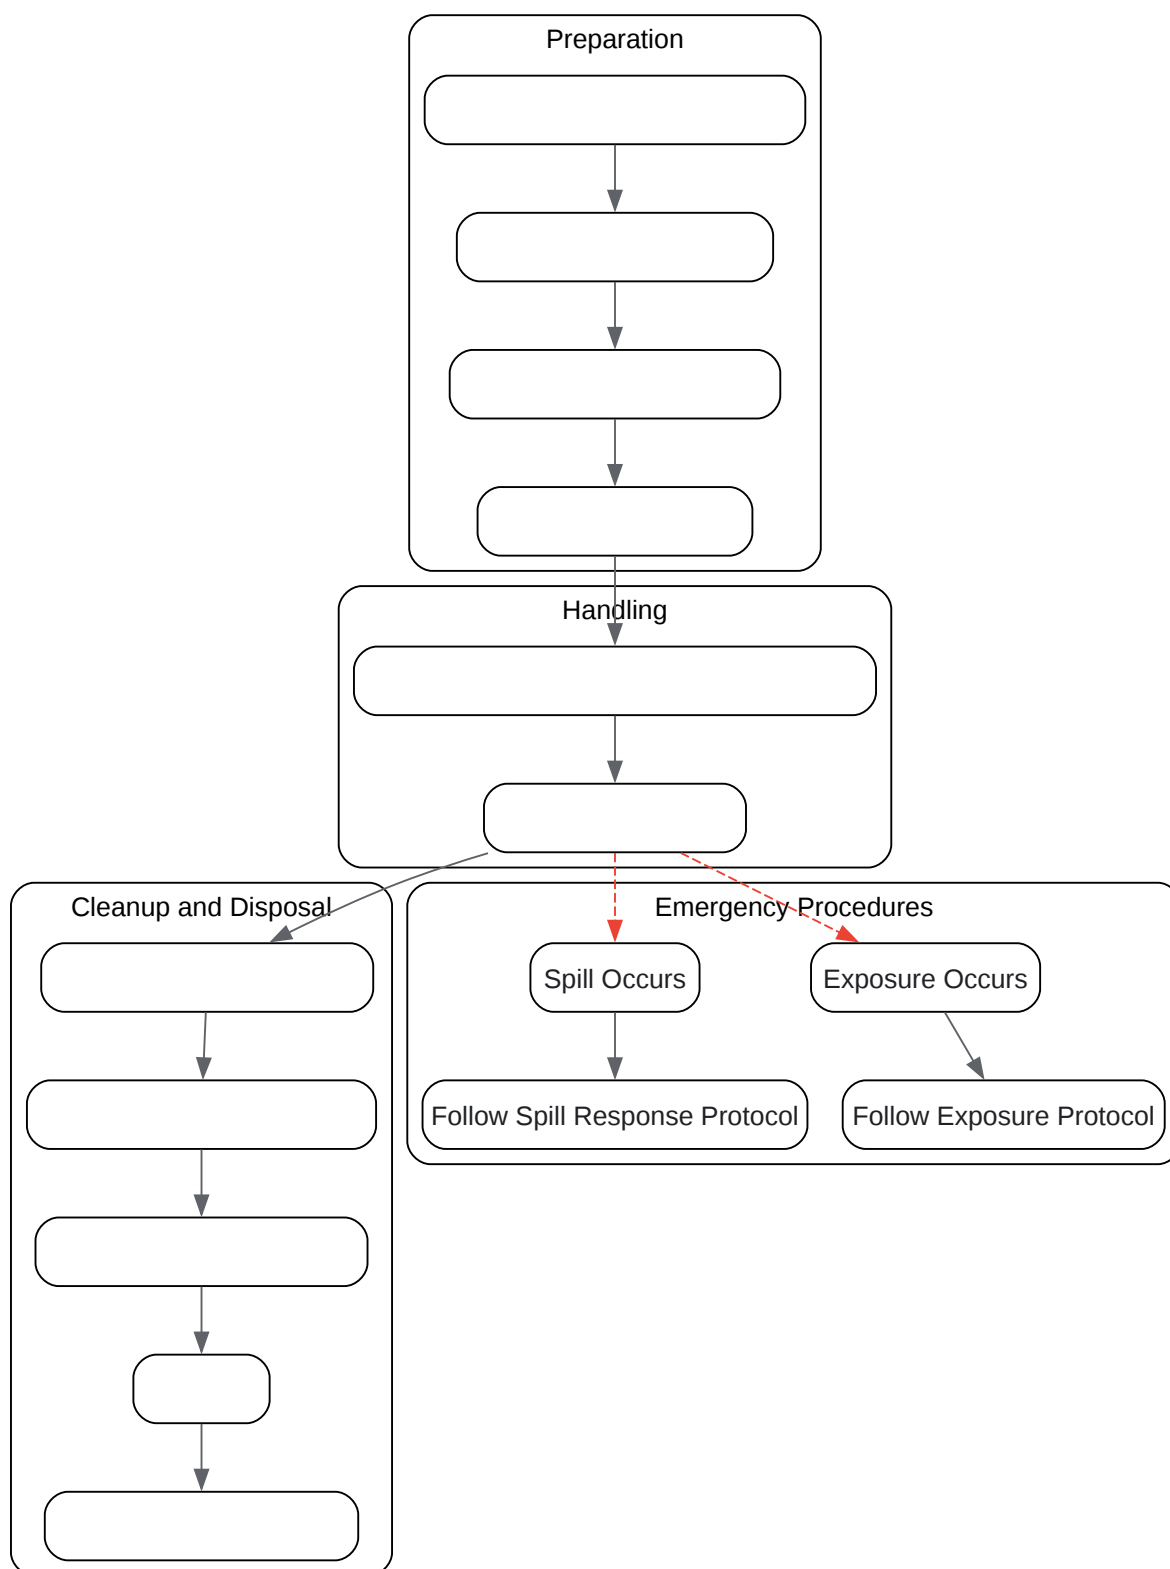 Preparation
Handling
Cleanup and Disposal
Emergency Procedures
Spill Occurs
Exposure Occurs
Follow Spill Response Protocol
Follow Exposure Protocol